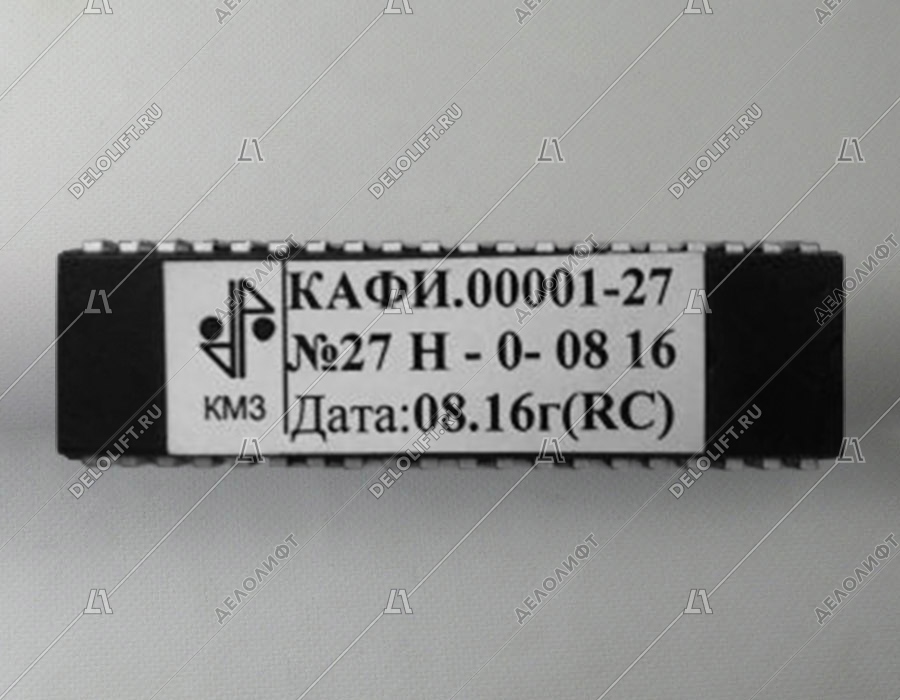 КАФИ.00001-27
№27 Н - 0- 08 16
Дата:08.16г(RC)
КМЗ
DELOLIFT.RU
ДЕЛОЛИФТ